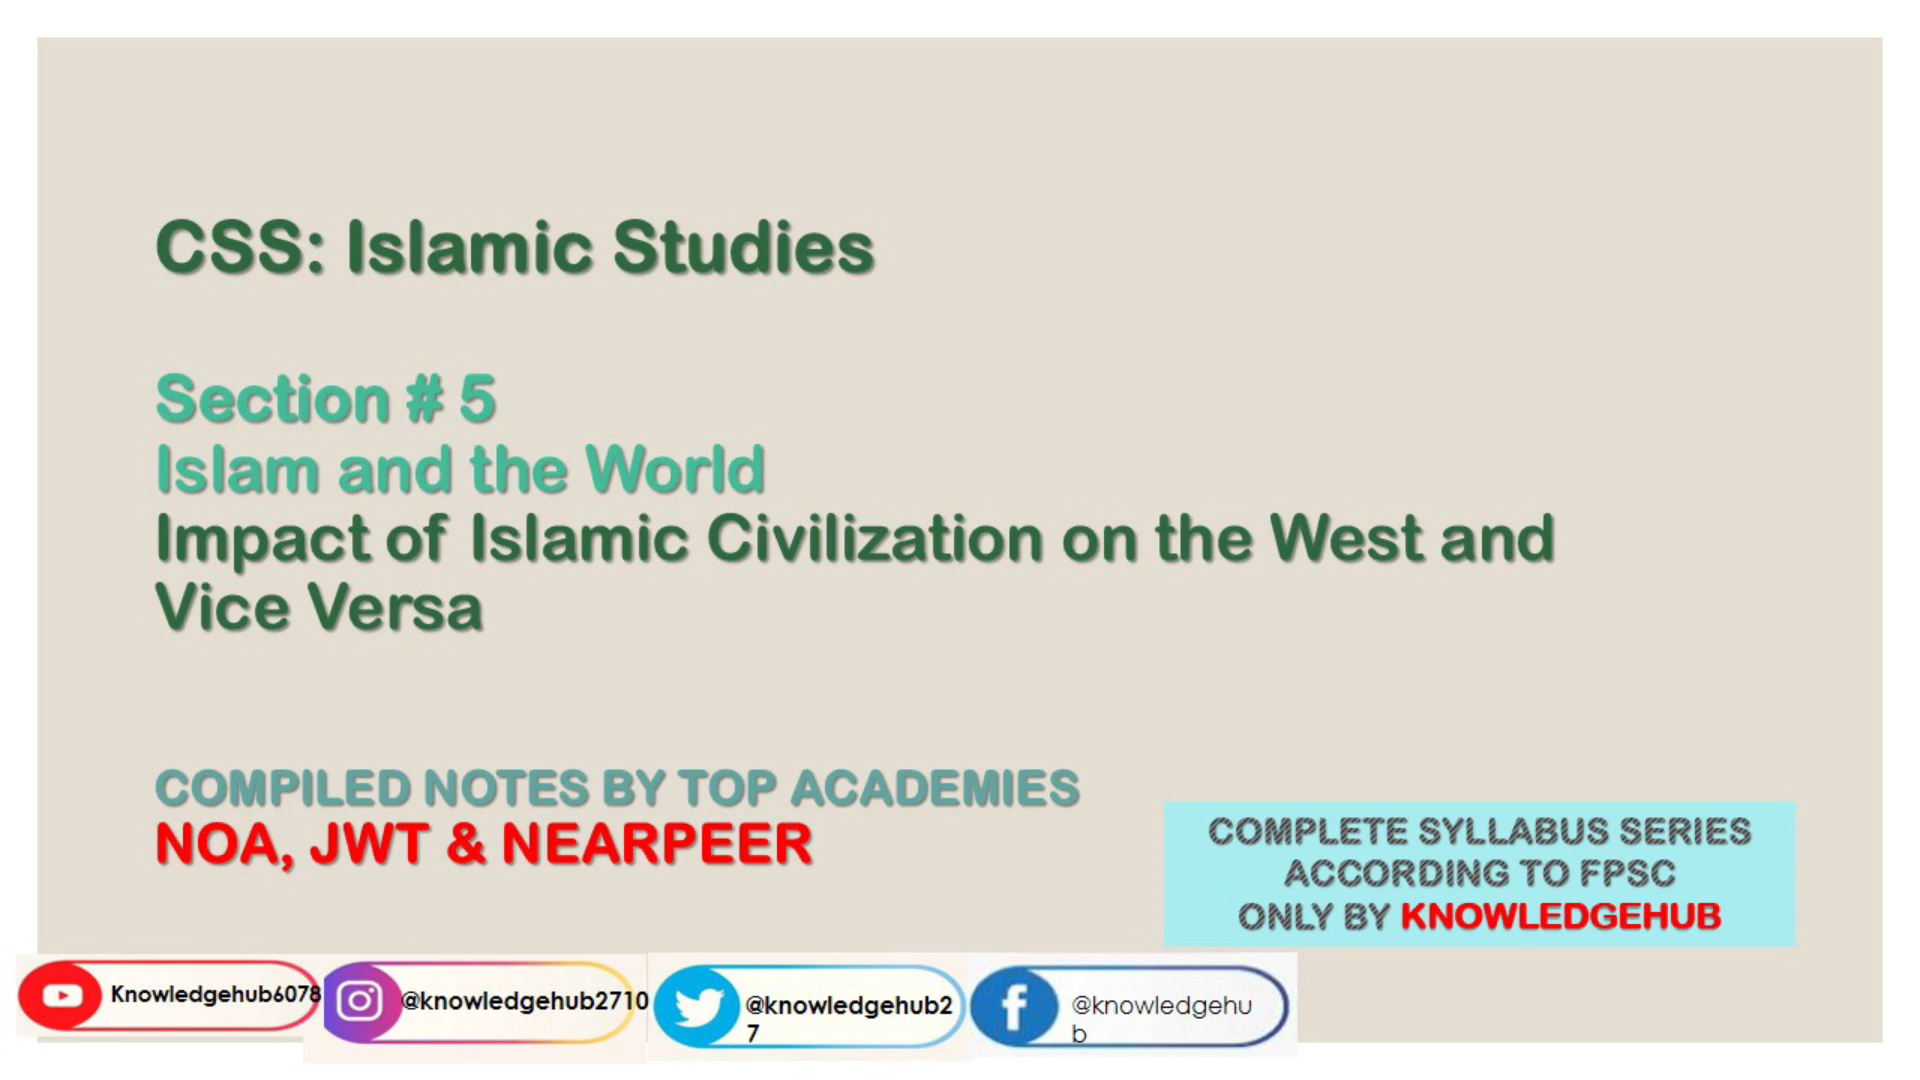 CSS: Islamic Studies
Section # 5
Islam and the World
Impact of Islamic Civilization on the West and
Vice Versa
COMPILED NOTES BY TOP ACADEMIES
NOA, JWT & NEARPEER
COMPLETE SYLLABUS SERIES
ACCORDING TO FPSC
ONLY BY KNOWLEDGEHUB
Knowledgehub6078
@knowledgehub2710
@knowledgehub2
7
@knowledgehu
b